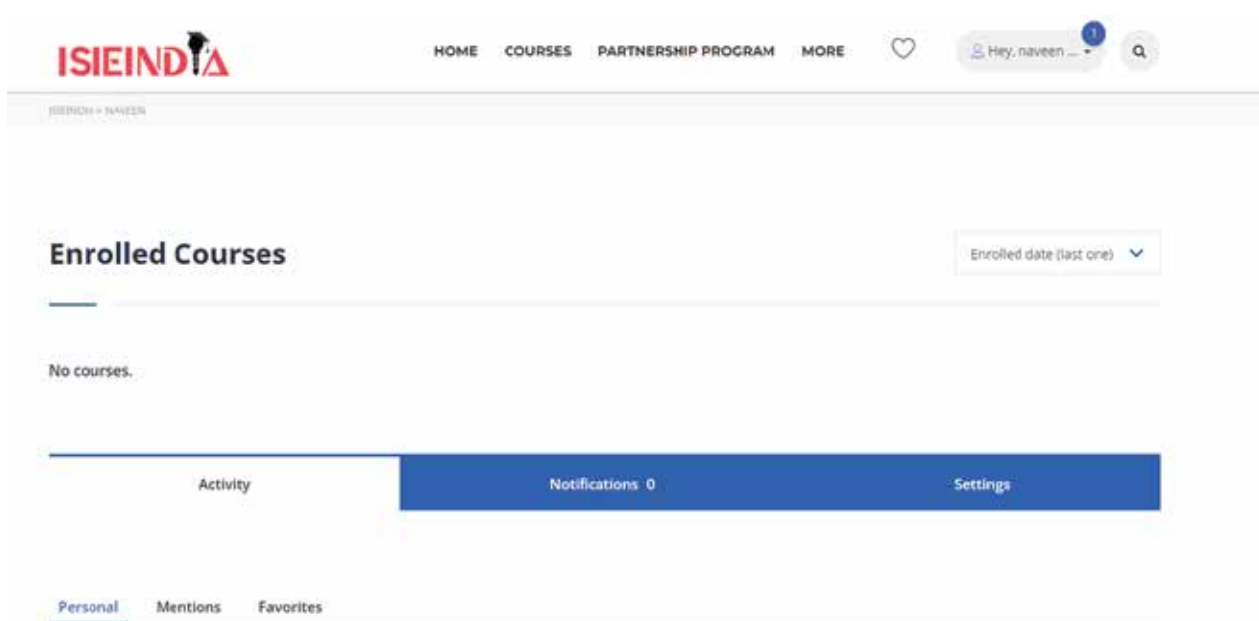 ISIEINDIA
HOME COURSES PARTNERSHIP PROGRAM MORE
1
Hey, naveen ...
> NAVEEN
Enrolled Courses
Enrolled date (last one)
No courses.
Activity
Notifications 0
Settings
Personal Mentions Favorites